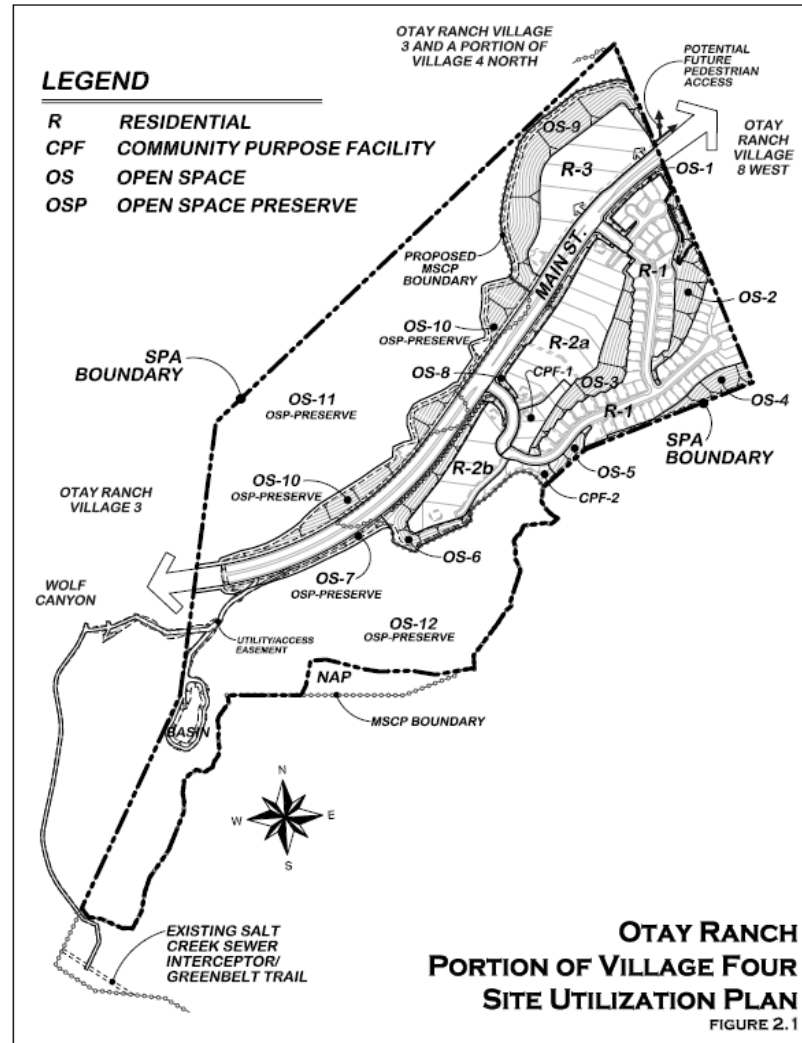 OTAY RANCH VILLAGE
3 AND A PORTION OF
VILLAGE 4 NORTH
POTENTIAL
FUTURE
PEDESTRIAN
ACCESS
LEGEND
R RESIDENTIAL
CPF COMMUNITY PURPOSE FACILITY
OS OPEN SPACE
OSP OPEN SPACE PRESERVE
OTAY
RANCH
VILLAGE
8 WEST
OS-9
R-3
OS-1
PROPOSED
MSCP
BOUNDARY
MAIN ST.
R-1
OS-2
OS-10
OSP-PRESERVE
R-2a
SPA
BOUNDARY
OS-8
CPF-1
OS-3
OS-11
OSP-PRESERVE
R-1
OS-4
SPA
BOUNDARY
R-2b
OS-5
CPF-2
OS-10
OSP-PRESERVE
OTAY RANCH
VILLAGE 3
OS-6
OS-7
OSP-PRESERVE
WOLF
CANYON
OS-12
OSP-PRESERVE
UTILITY/ACCESS
EASEMENT
NAP
MSCP BOUNDARY
BASIN
N
W
E
S
EXISTING SALT
CREEK SEWER
INTERCEPTOR/
GREENBELT TRAIL
OTAY RANCH
PORTION OF VILLAGE FOUR
SITE UTILIZATION PLAN
FIGURE 2.1